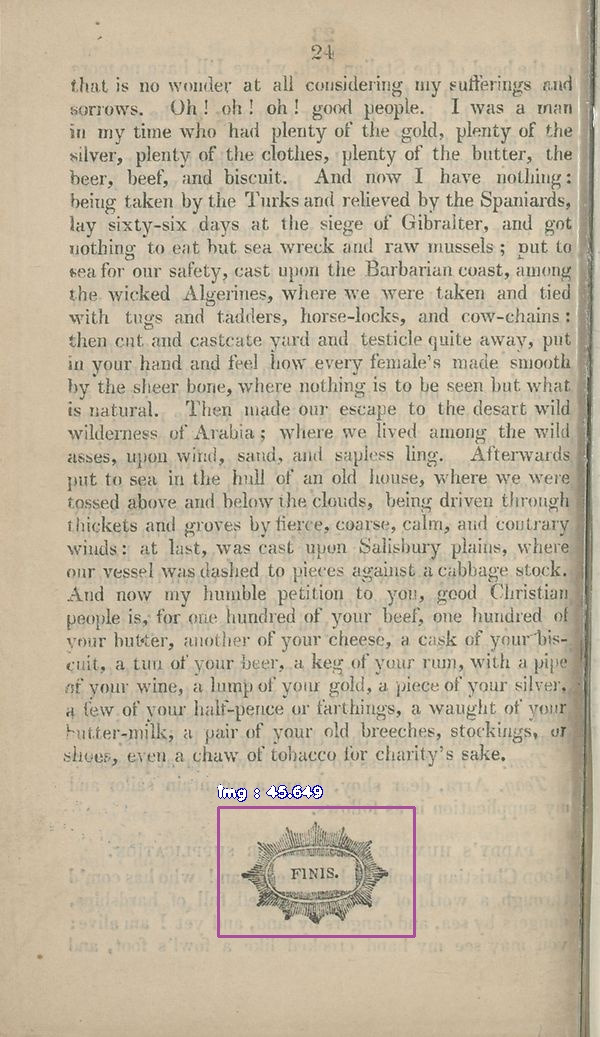 24
that is no wonder at all considering my sufferings and
sorrows. Oh! oh! oh! good people. I was a man
in my time who had plenty of the gold, plenty of the
silver, plenty of the clothes, plenty of the butter, the
beer, beef, and biscuit. And now I have nothing:
being taken by the Turks and relieved by the Spaniards,
lay sixty-six days at the siege of Gibralter, and got
nothing to eat but sea wreck and raw mussels; put to
sea for our safety, cast upon the Barbarian coast, among
the wicked Algerines, where we were taken and tied
with tugs and tadders, horse-locks, and cow-chains:
then cut and castcate yard and testicle quite away, put
in your hand and feel how every female's made smooth
by the sheer bone, where nothing is to be seen but what
is natural. Then made our escape to the desart wild
wilderness of Arabia; where we lived among the wild
asses, upon wind, sand, and sapless ling. Afterwards
put to sea in the hull of an old house, where we were
tossed above and below the clouds, being driven through
thickets and groves by fierce, coarse, calm, and contrary
winds: at last, was cast upon Salisbury plains, where
our vessel was dashed to pieces against a cabbage stock.
And now my humble petition to you, good Christian
people is, for one hundred of your beef, one hundred of
your butter, another of your cheese, a cask of your bis-
cuit, a tun of your beer, a keg of your rum, with a pipe
of your wine, a lump of your gold, a piece of your silver,
a few of your half-pence or farthings, a waught of your
butter-milk, a pair of your old breeches, stockings, or
shoes, even a chaw of tobacco for charity's sake.
img : 45.649
FINIS.